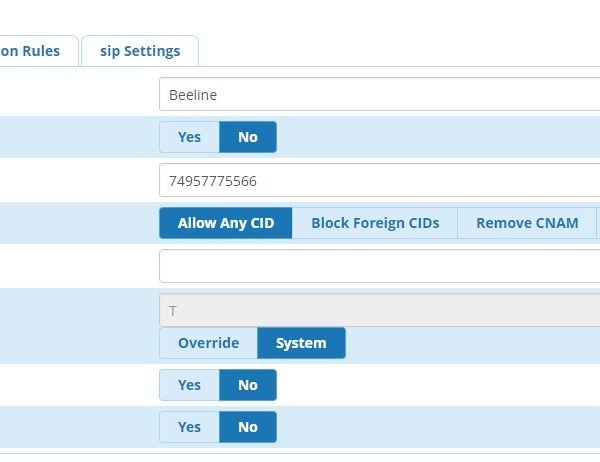 on Rules sip Settings
Beeline
Yes No
74957775566
Allow Any CID Block Foreign CIDs Remove CNAM
T
Override System
Yes No
Yes No